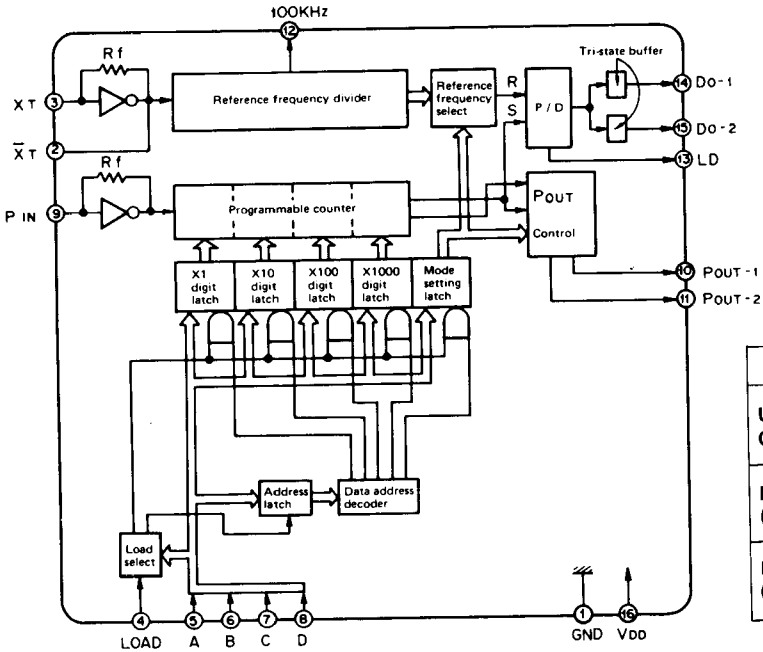 100KHz
12
Rf
XT
3
Reference frequency divider
Reference
frequency
select
R
S
P/D
Tri-state buffer
14
DO-1
15
DO-2
13
LD
X̄T
2
Rf
P IN
9
Programmable counter
POUT
Control
X1
digit
latch
X10
digit
latch
X100
digit
latch
X1000
digit
latch
Mode
setting
latch
10
POUT-1
11
POUT-2
Address
latch
Data address
decoder
Load
select
4
5
6
7
8
1
16
LOAD
A
B
C
D
GND
VDD